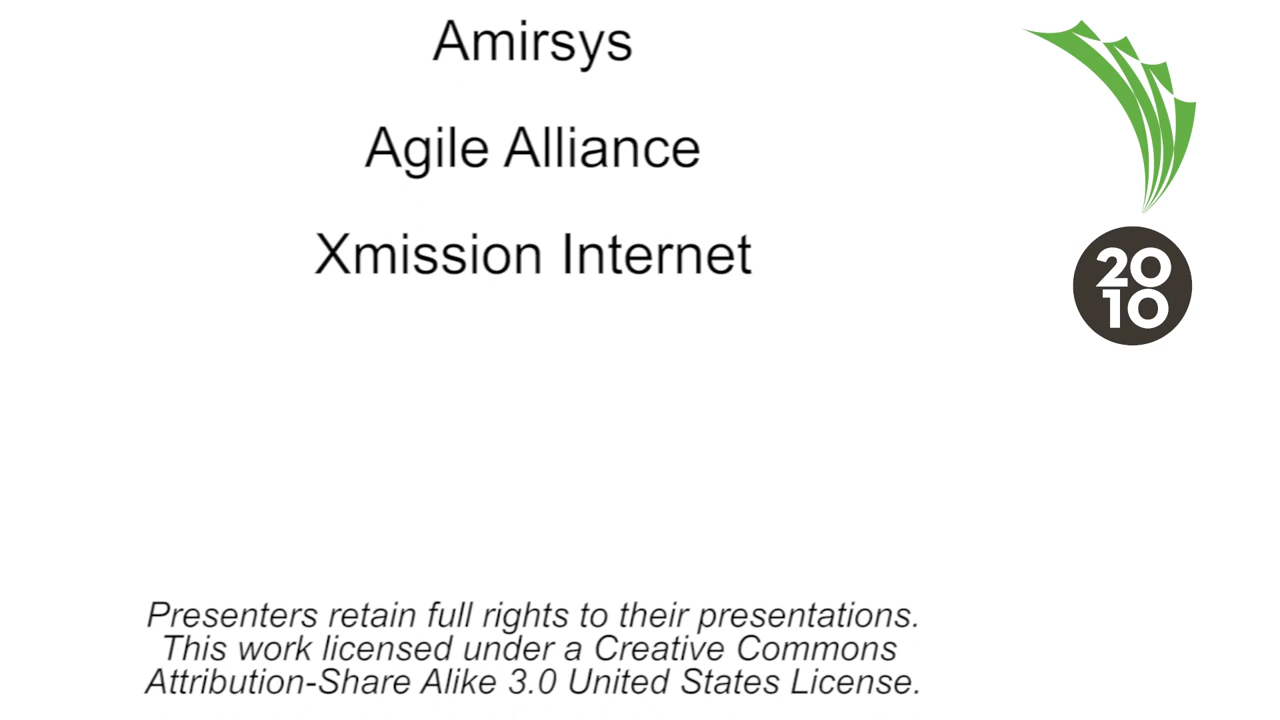 Amirsys
Agile Alliance
Xmission Internet
20
10
Presenters retain full rights to their presentations.
This work licensed under a Creative Commons
Attribution-Share Alike 3.0 United States License.